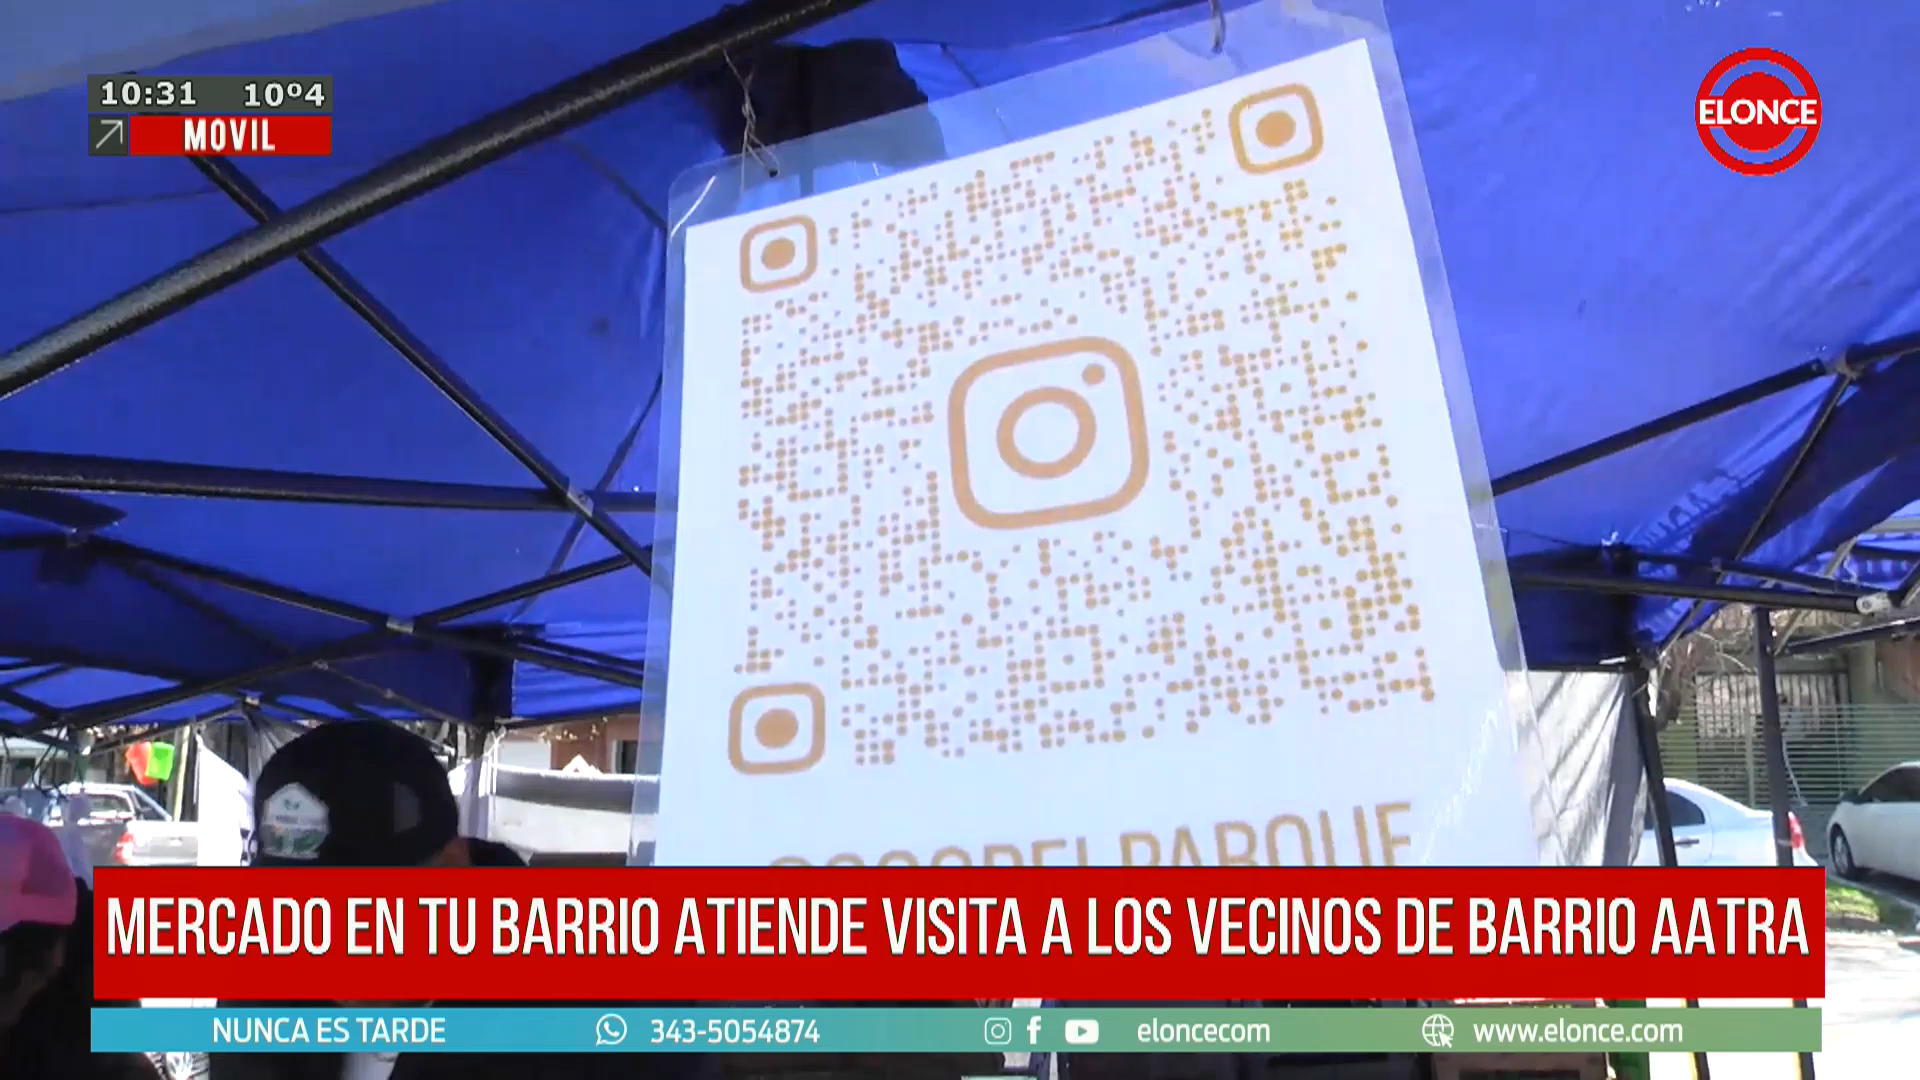 10:31 10º4
MOVIL
ELONCE
MERCADO EN TU BARRIO ATIENDE VISITA A LOS VECINOS DE BARRIO AATRA
NUNCA ES TARDE 343-5054874 eloncecom www.elonce.com